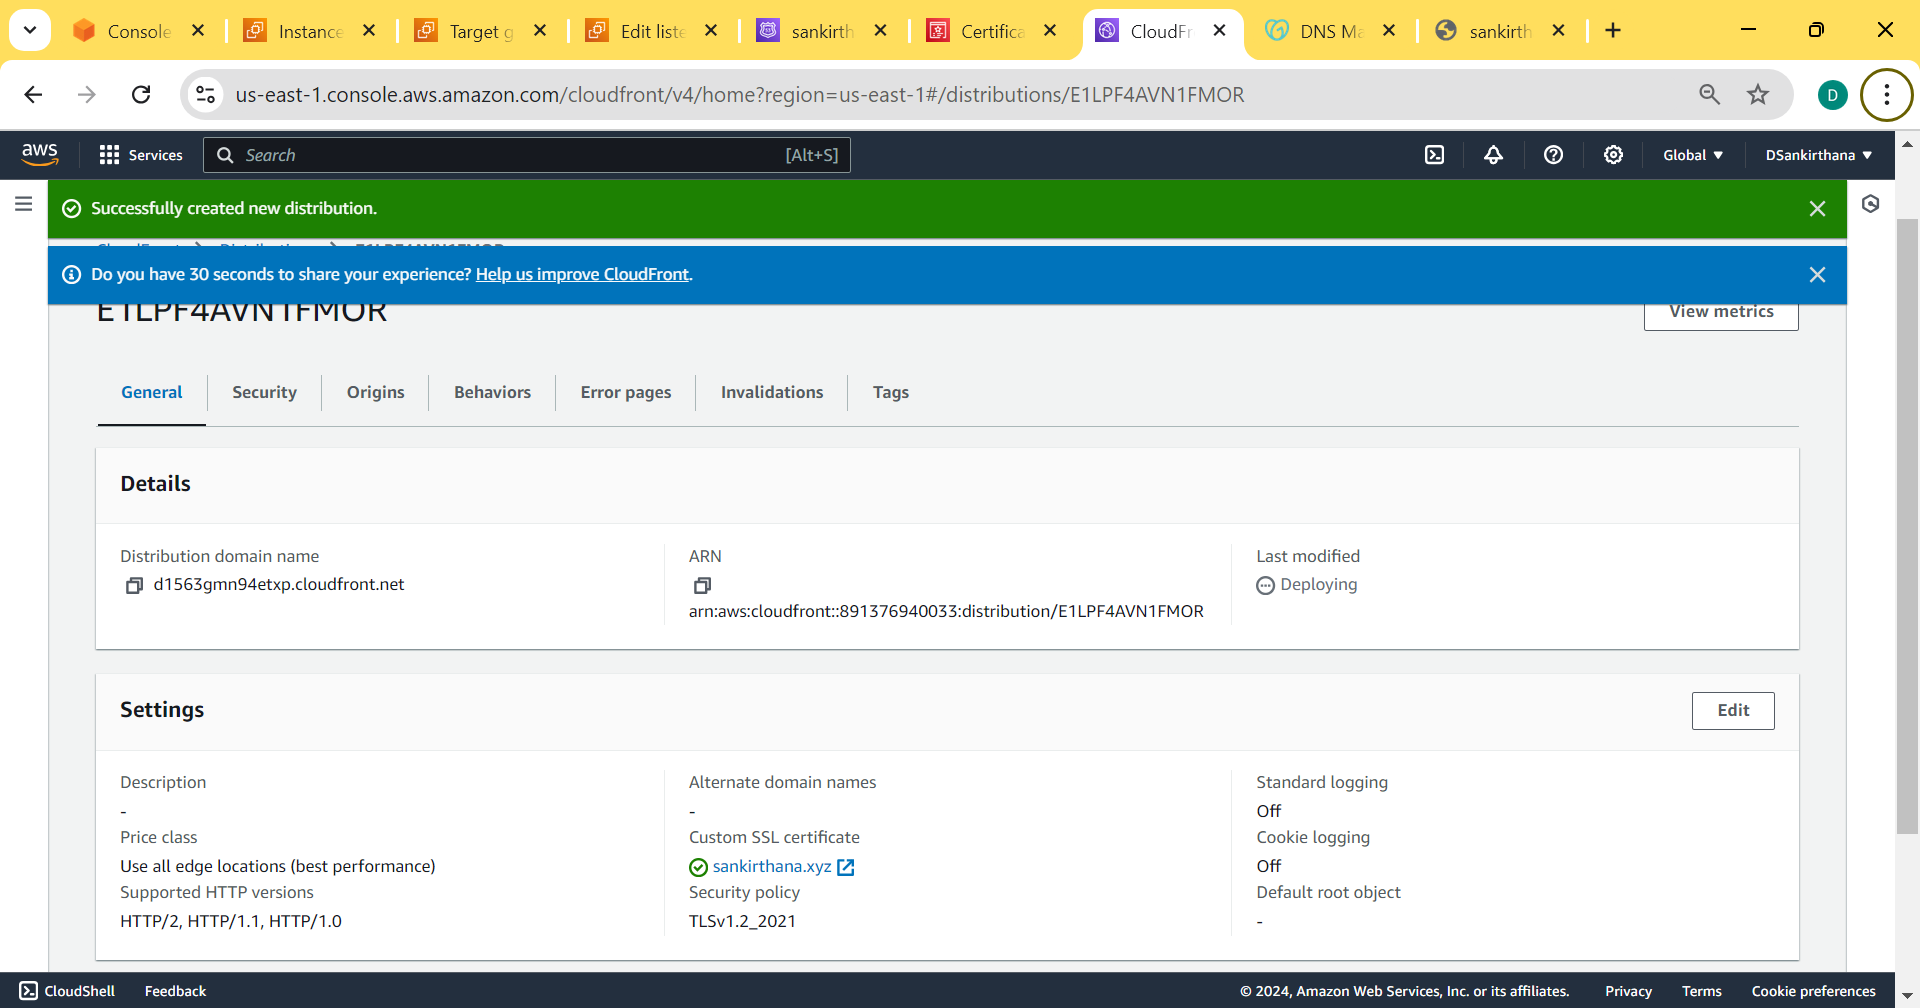 Console
Instance
Target g
Edit liste
sankirth
Certifica
CloudFr
DNS Ma
sankirth
us-east-1.console.aws.amazon.com/cloudfront/v4/home?region=us-east-1#/distributions/E1LPF4AVN1FMOR
D
aws
Services
Search
[Alt+S]
Global
DSankirthana
Successfully created new distribution.
Do you have 30 seconds to share your experience? Help us improve CloudFront.
E1LPF4AVN1FMOR
View metrics
General
Security
Origins
Behaviors
Error pages
Invalidations
Tags
Details
Distribution domain name
d1563gmn94etxp.cloudfront.net
ARN
arn:aws:cloudfront::891376940033:distribution/E1LPF4AVN1FMOR
Last modified
Deploying
Settings
Edit
Description
-
Price class
Use all edge locations (best performance)
Supported HTTP versions
HTTP/2, HTTP/1.1, HTTP/1.0
Alternate domain names
-
Custom SSL certificate
sankirthana.xyz
Security policy
TLSv1.2_2021
Standard logging
Off
Cookie logging
Off
Default root object
-
CloudShell
Feedback
© 2024, Amazon Web Services, Inc. or its affiliates.
Privacy
Terms
Cookie preferences